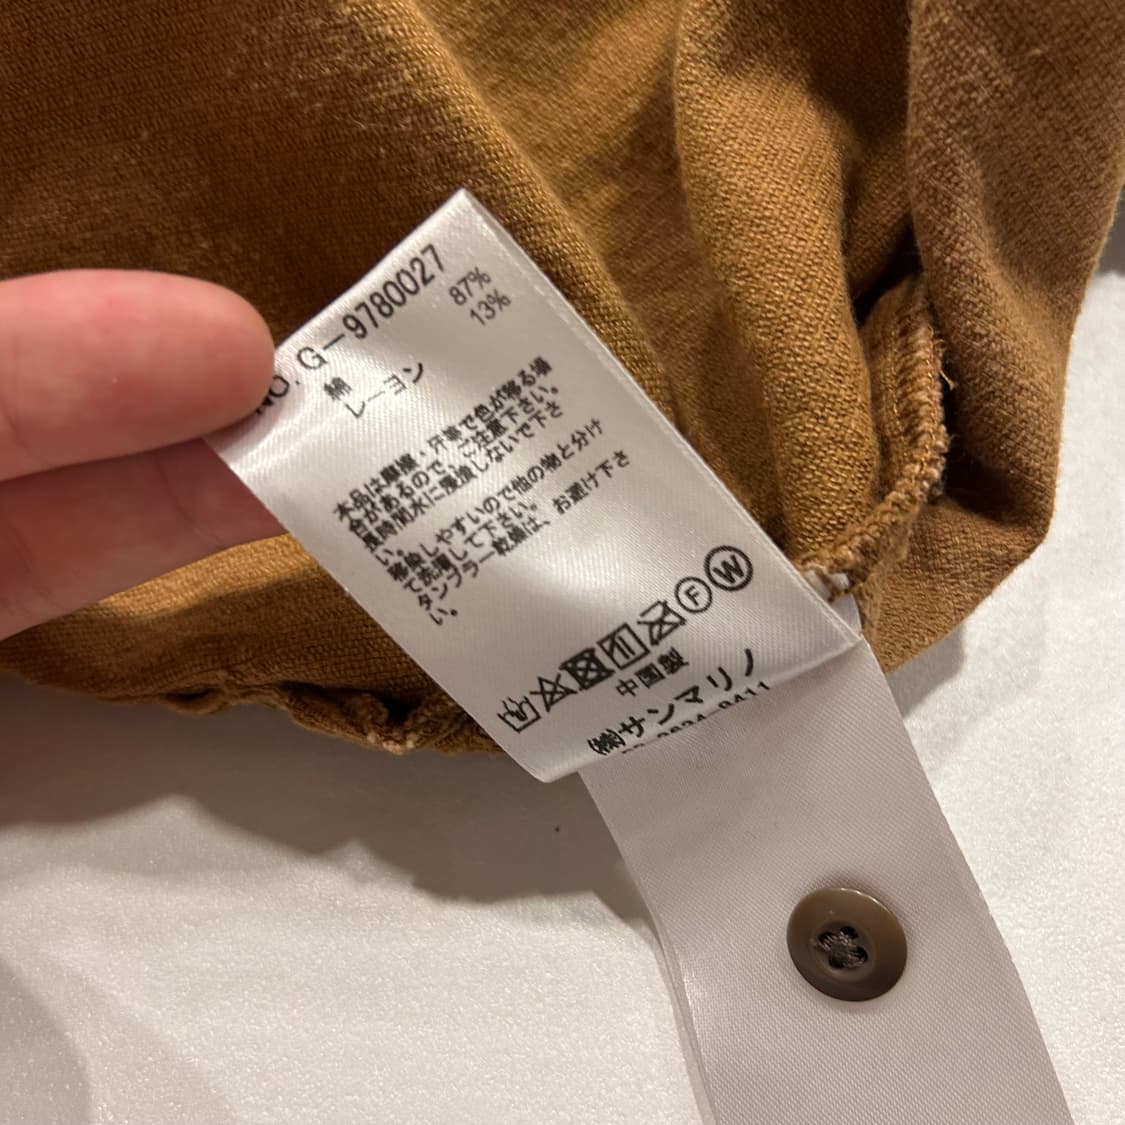 NO. G-9780027
綿 87%
レーヨン 13%
本品は摩擦・汗等で色が移る場
合があるので、ご注意下さい。
長時間水に浸漬しないで下さ
い。
移染しやすいので他の物と分け
て洗濯して下さい。
タンブラー乾燥は、お避け下さ
い。
F W
中国製
㈱サンマリノ